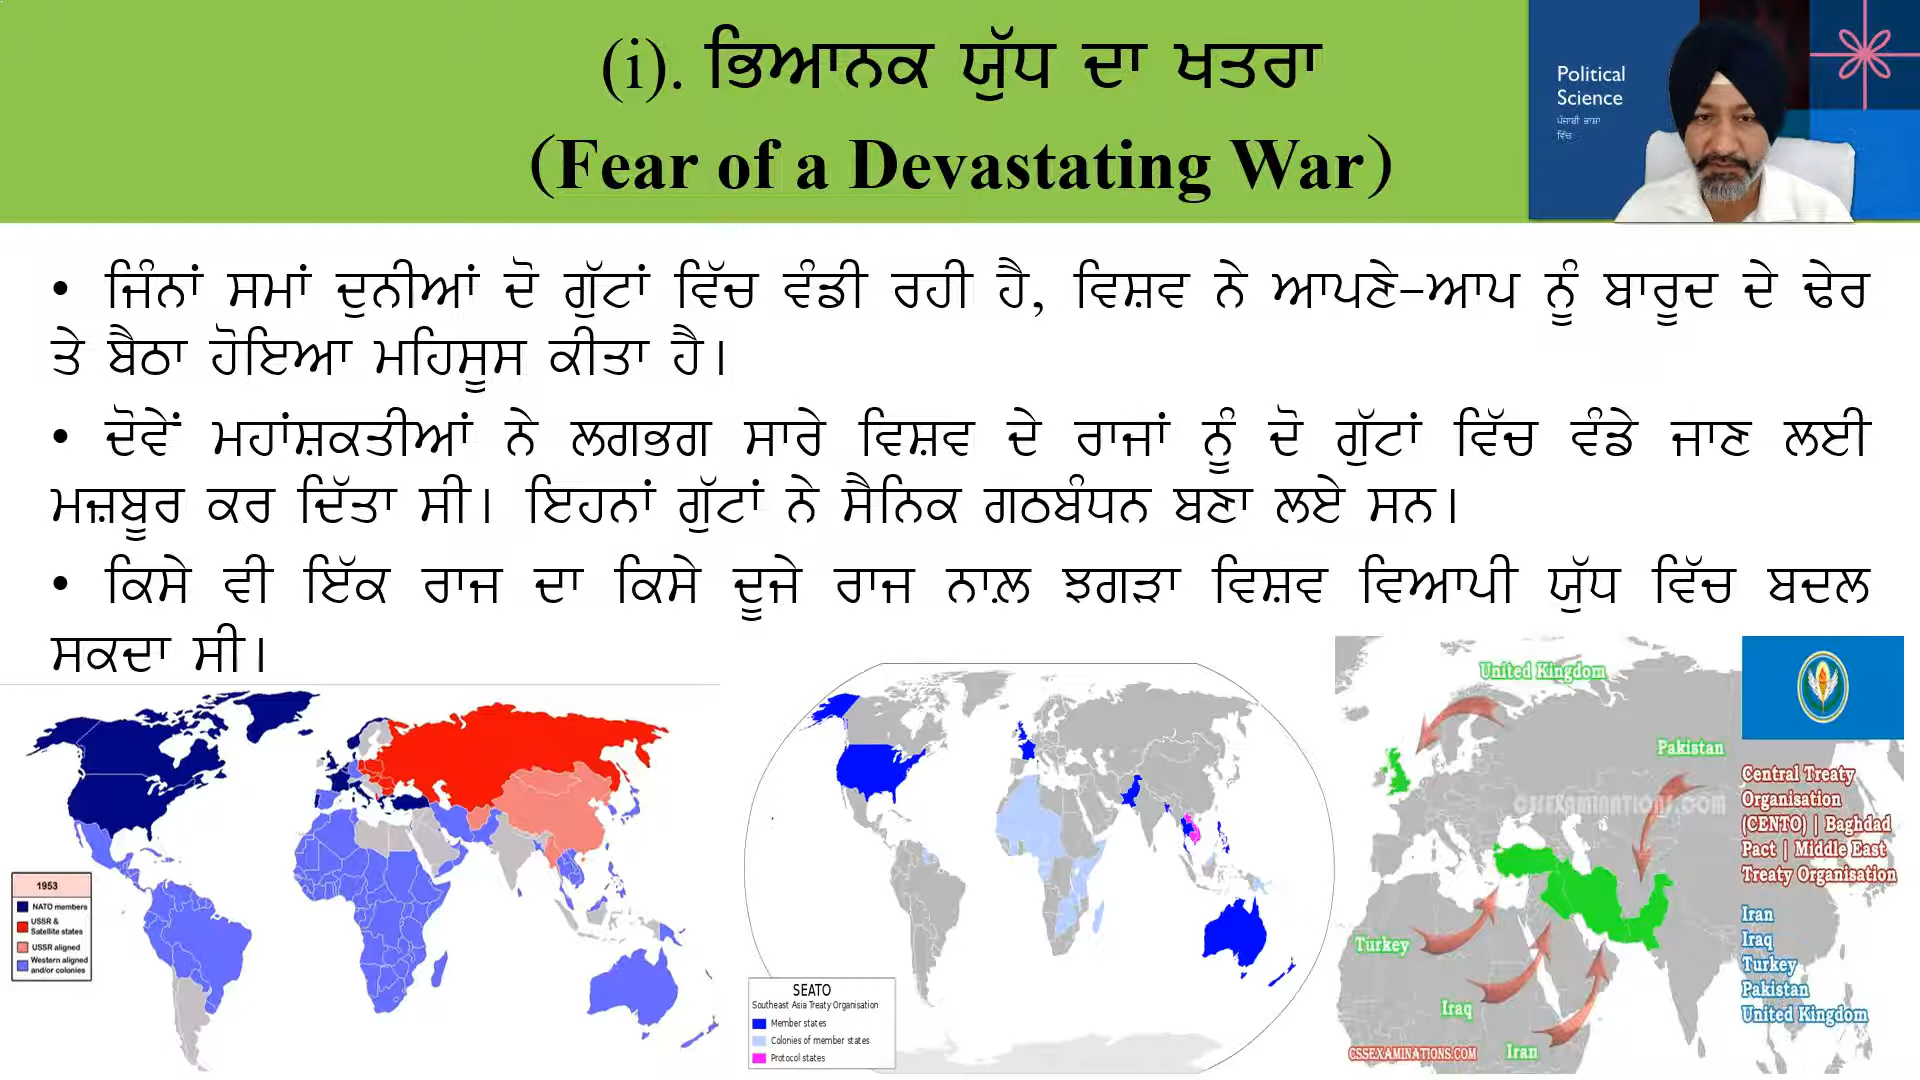 (i). ਭਿਆਨਕ ਯੁੱਧ ਦਾ ਖਤਰਾ
(Fear of a Devastating War)
Political
Science
ਪੰਜਾਬੀ ਭਾਸ਼ਾ
ਵਿੱਚ
• ਜਿੰਨਾਂ ਸਮਾਂ ਦੁਨੀਆਂ ਦੋ ਗੁੱਟਾਂ ਵਿੱਚ ਵੰਡੀ ਰਹੀ ਹੈ, ਵਿਸ਼ਵ ਨੇ ਆਪਣੇ-ਆਪ ਨੂੰ ਬਾਰੂਦ ਦੇ ਢੇਰ
ਤੇ ਬੈਠਾ ਹੋਇਆ ਮਹਿਸੂਸ ਕੀਤਾ ਹੈ।
• ਦੋਵੇਂ ਮਹਾਂਸ਼ਕਤੀਆਂ ਨੇ ਲਗਭਗ ਸਾਰੇ ਵਿਸ਼ਵ ਦੇ ਰਾਜਾਂ ਨੂੰ ਦੋ ਗੁੱਟਾਂ ਵਿੱਚ ਵੰਡੇ ਜਾਣ ਲਈ
ਮਜ਼ਬੂਰ ਕਰ ਦਿੱਤਾ ਸੀ। ਇਹਨਾਂ ਗੁੱਟਾਂ ਨੇ ਸੈਨਿਕ ਗਠਬੰਧਨ ਬਣਾ ਲਏ ਸਨ।
• ਕਿਸੇ ਵੀ ਇੱਕ ਰਾਜ ਦਾ ਕਿਸੇ ਦੂਜੇ ਰਾਜ ਨਾਲ਼ ਝਗੜਾ ਵਿਸ਼ਵ ਵਿਆਪੀ ਯੁੱਧ ਵਿੱਚ ਬਦਲ
ਸਕਦਾ ਸੀ।
1953
NATO members
USSR &
Satellite states
USSR aligned
Western aligned
and/or colonies
SEATO
Southeast Asia Treaty Organisation
Member states
Colonies of member states
Protocol states
United Kingdom
Pakistan
CSSEXAMINATIONS.COM
Turkey
Iraq
Iran
CSSEXAMINATIONS.COM
Central Treaty
Organisation
(CENTO) | Baghdad
Pact | Middle East
Treaty Organisation
Iran
Iraq
Turkey
Pakistan
United Kingdom